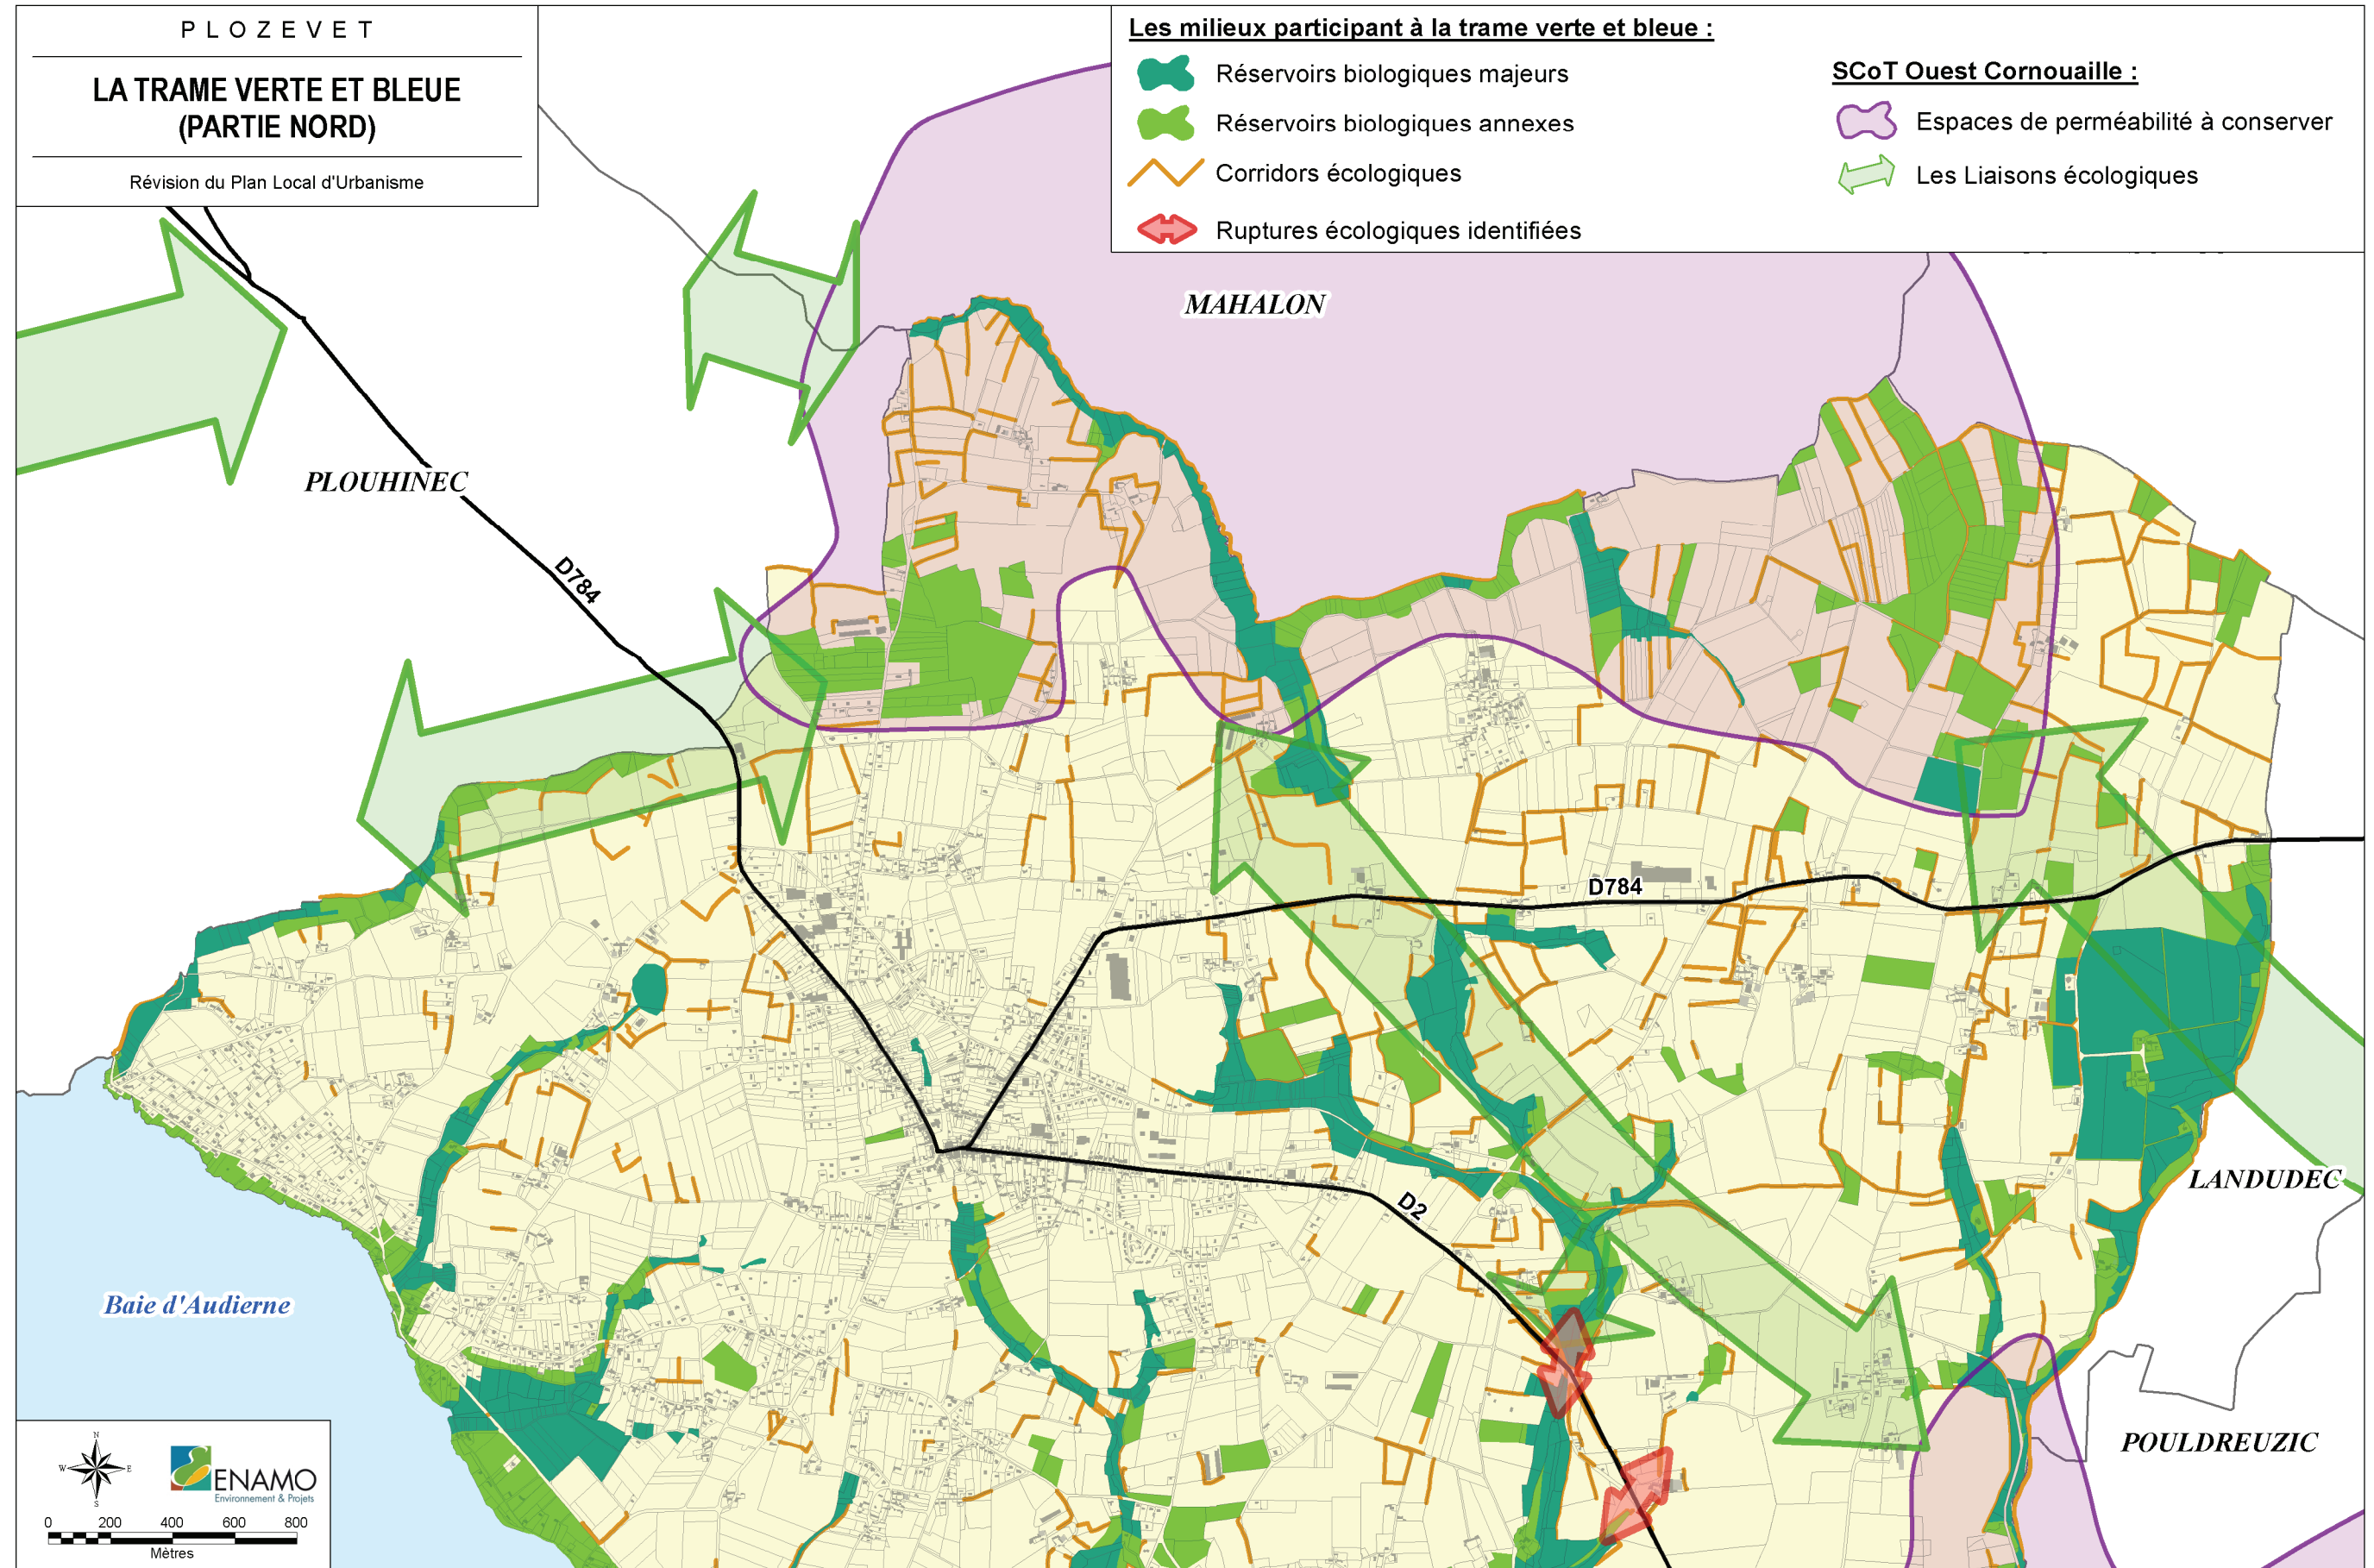 PLOZEVET
LA TRAME VERTE ET BLEUE
(PARTIE NORD)
Révision du Plan Local d'Urbanisme
Les milieux participant à la trame verte et bleue :
Réservoirs biologiques majeurs
Réservoirs biologiques annexes
Corridors écologiques
Ruptures écologiques identifiées
SCoT Ouest Cornouaille :
Espaces de perméabilité à conserver
Les Liaisons écologiques
MAHALON
PLOUHINEC
D784
D784
D2
LANDUDEC
Baie d'Audierne
POULDREUZIC
N
W E
S
ENAMO
Environnement & Projets
0 200 400 600 800
Mètres